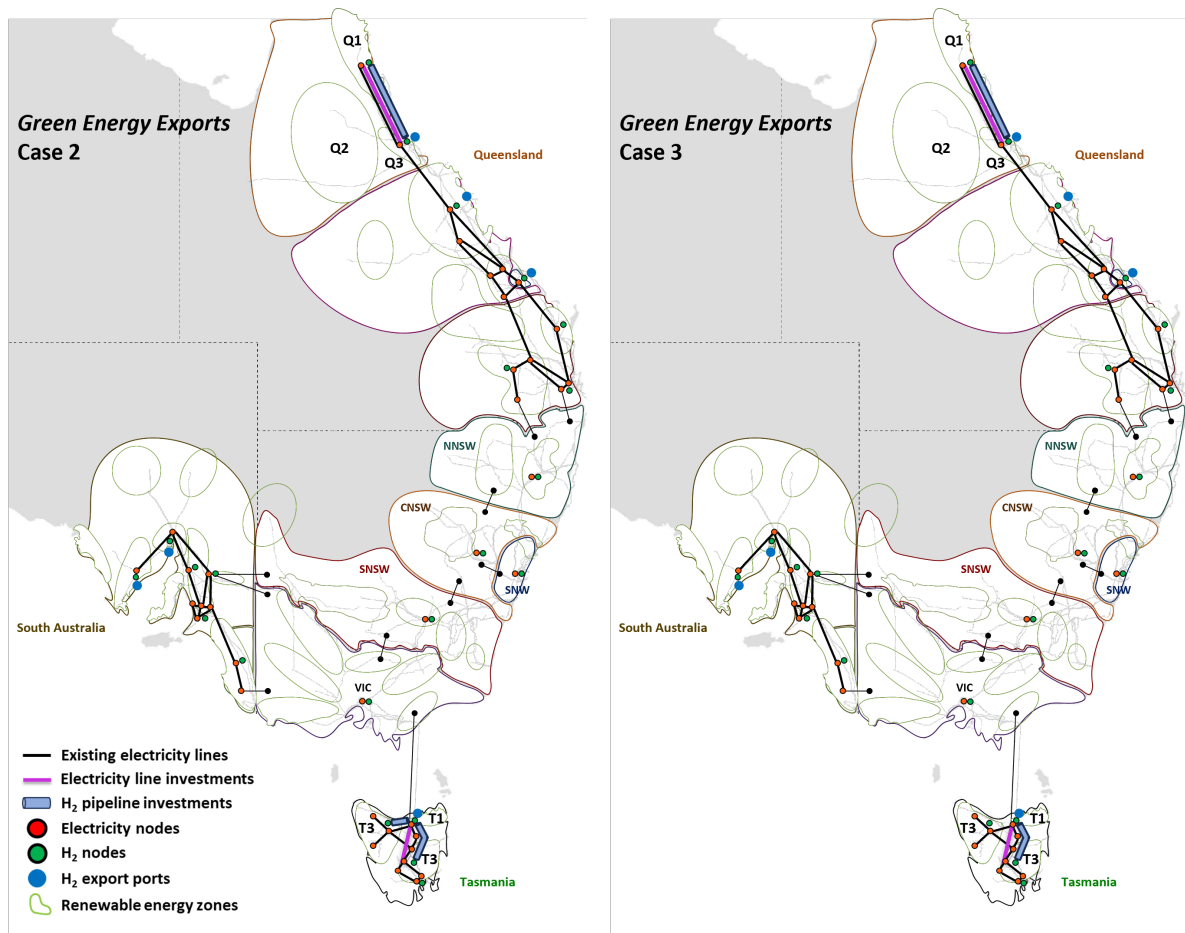 Green Energy Exports
Case 2
Q1
Q2
Q3
Queensland
NNSW
CNSW
SNSW
SNW
South Australia
VIC
T3
T1
T3
Tasmania
Existing electricity lines
Electricity line investments
H₂ pipeline investments
Electricity nodes
H₂ nodes
H₂ export ports
Renewable energy zones
Green Energy Exports
Case 3
Q1
Q2
Q3
Queensland
NNSW
CNSW
SNSW
SNW
South Australia
VIC
T3
T1
T3
Tasmania